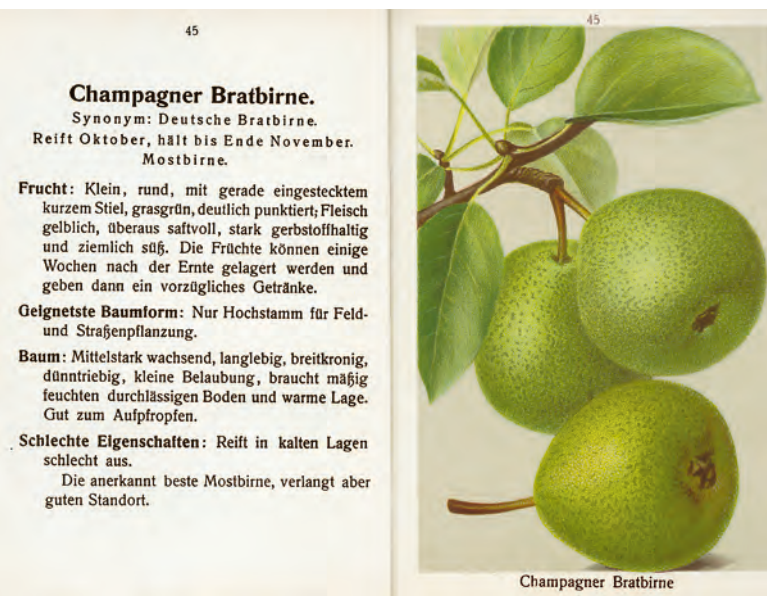 45
Champagner Bratbirne.
Synonym: Deutsche Bratbirne.
Reift Oktober, hält bis Ende November.
Mostbirne.
Frucht: Klein, rund, mit gerade eingestecktem
kurzem Stiel, grasgrün, deutlich punktiert; Fleisch
gelblich, überaus saftvoll, stark gerbstoffhaltig
und ziemlich süß. Die Früchte können einige
Wochen nach der Ernte gelagert werden und
geben dann ein vorzügliches Getränke.
Geignetste Baumform: Nur Hochstamm für Feld-
und Straßenpflanzung.
Baum: Mittelstark wachsend, langlebig, breitkronig,
dünntriebig, kleine Belaubung, braucht mäßig
feuchten durchlässigen Boden und warme Lage.
Gut zum Aufpfropfen.
Schlechte Eigenschaften: Reift in kalten Lagen
schlecht aus.
Die anerkannt beste Mostbirne, verlangt aber
guten Standort.
45
Champagner Bratbirne